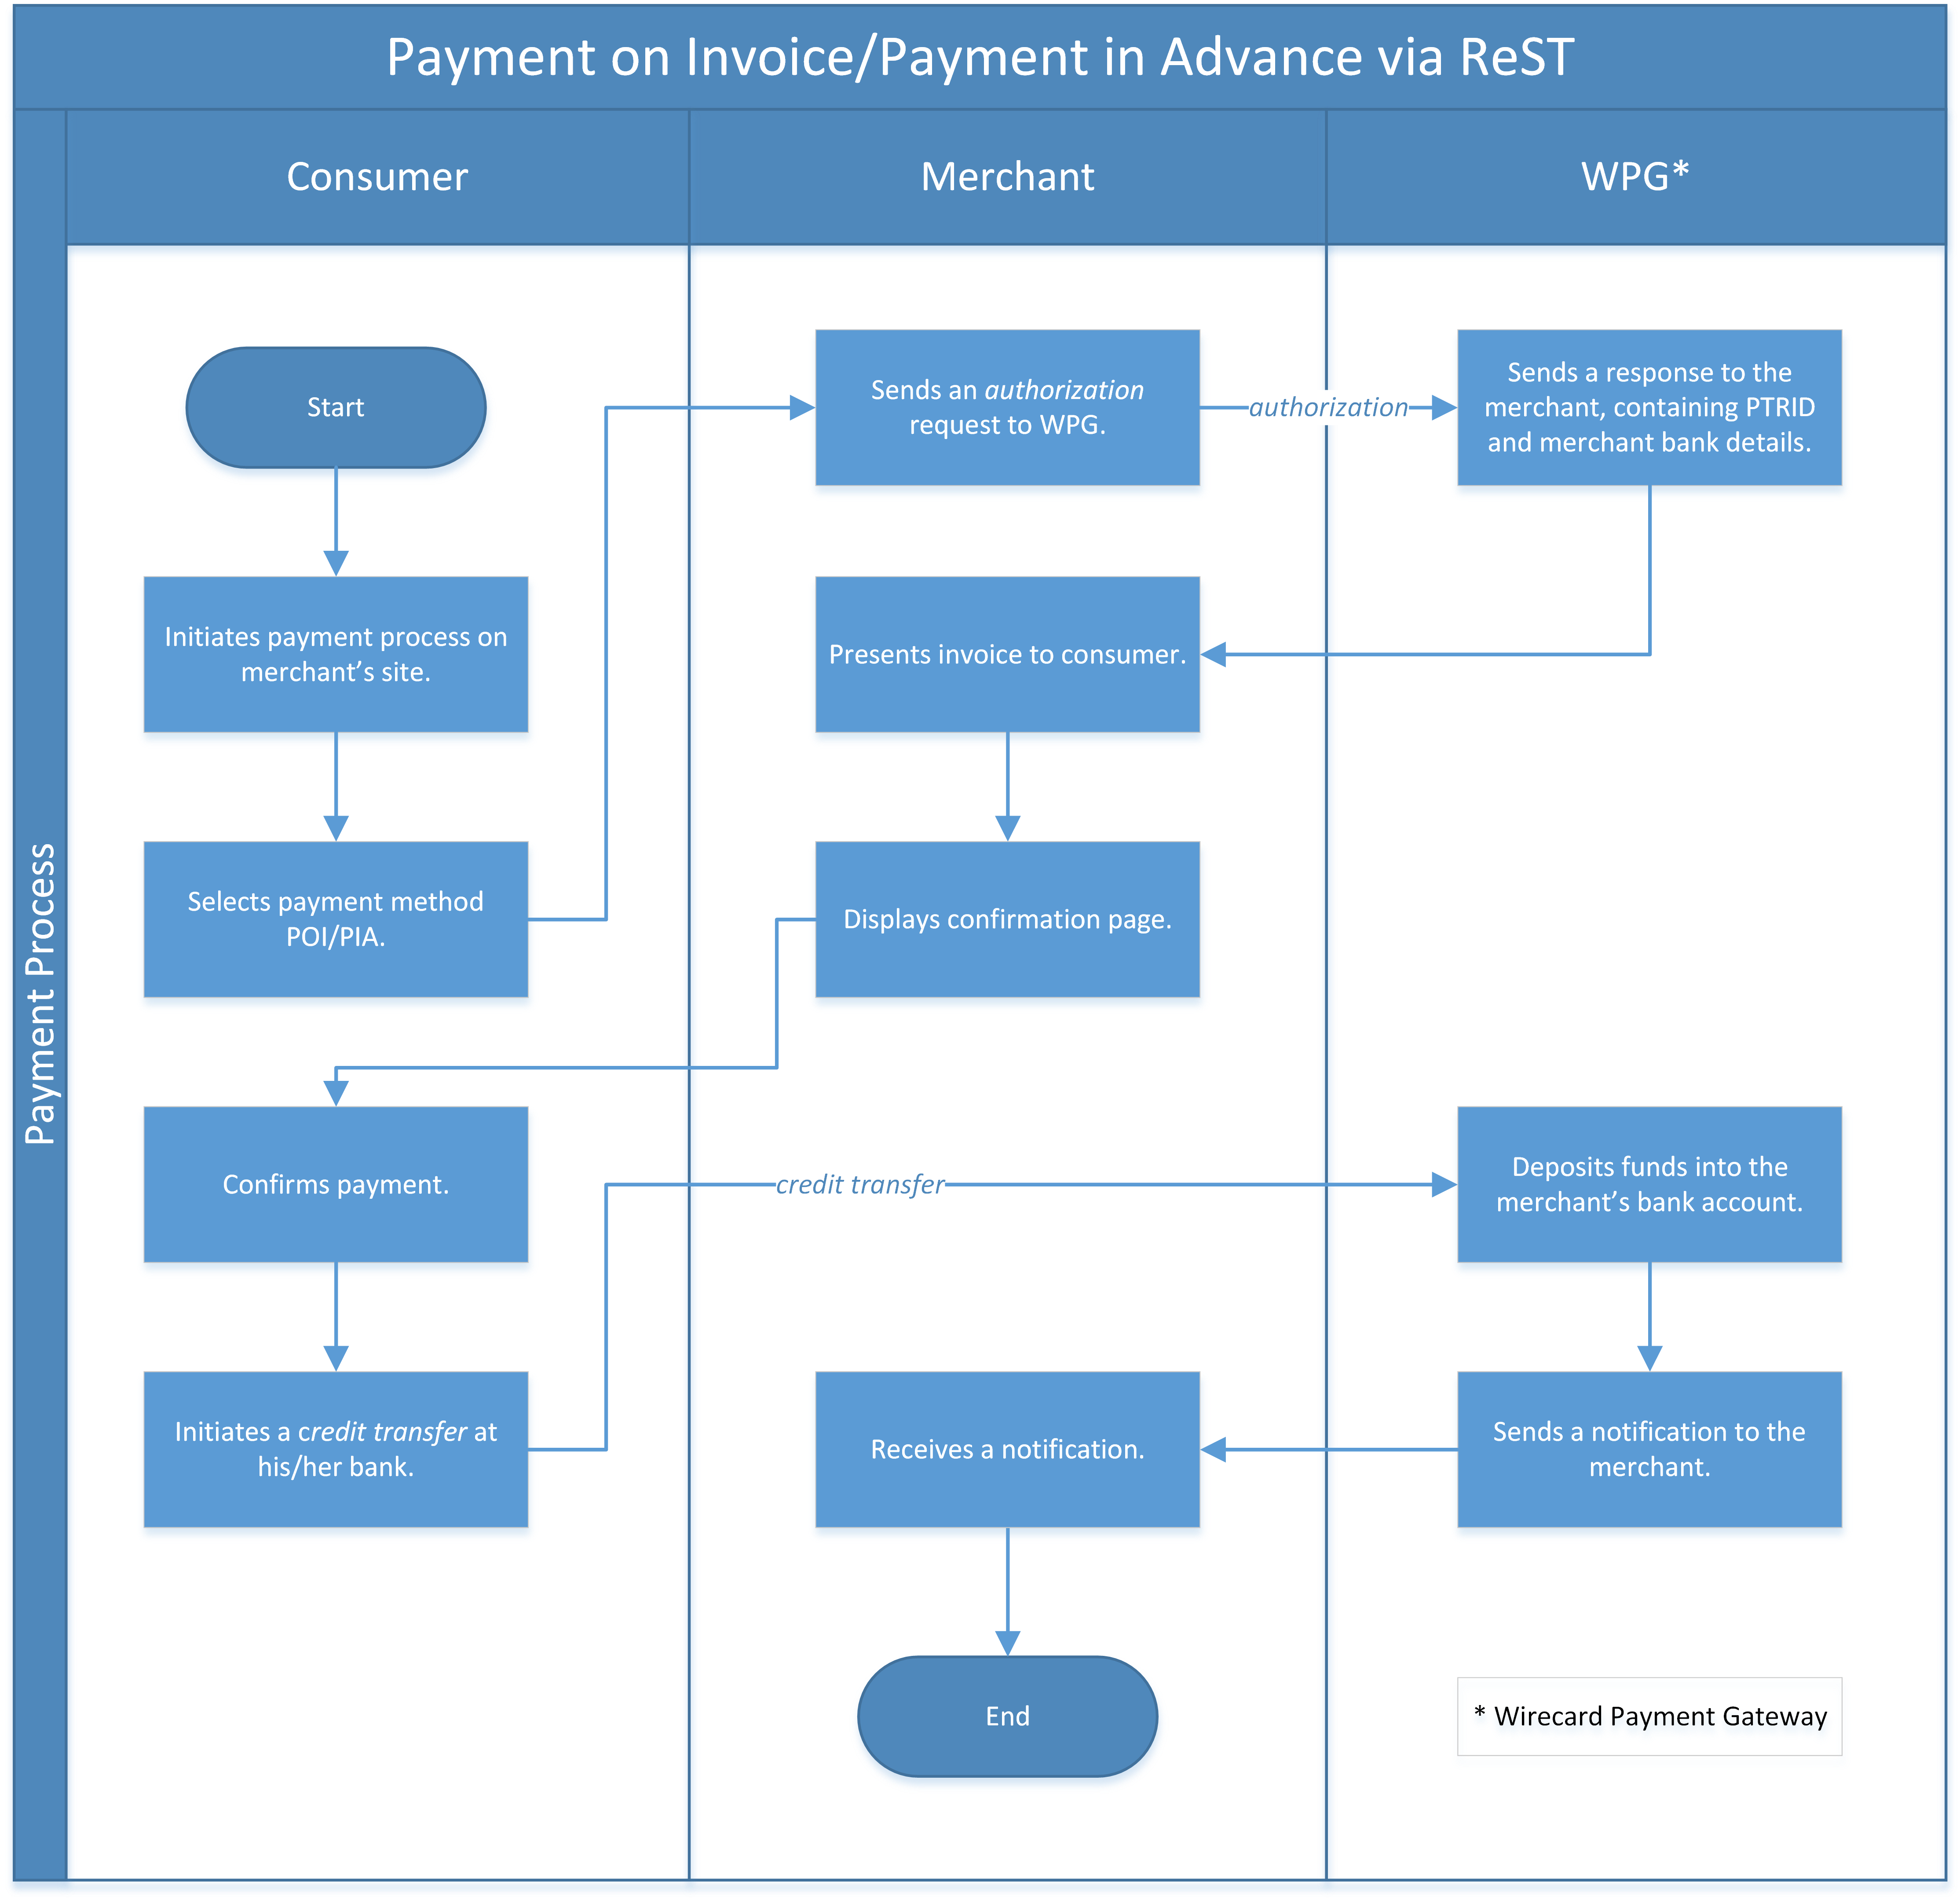 Payment on Invoice/Payment in Advance via ReST
Payment Process
Consumer
Merchant
WPG*
Start
Initiates payment process on
merchant’s site.
Selects payment method
POI/PIA.
Sends an authorization
request to WPG.
authorization
Sends a response to the
merchant, containing PTRID
and merchant bank details.
Presents invoice to consumer.
Displays confirmation page.
Confirms payment.
Initiates a credit transfer at
his/her bank.
credit transfer
Deposits funds into the
merchant’s bank account.
Sends a notification to the
merchant.
Receives a notification.
End
* Wirecard Payment Gateway